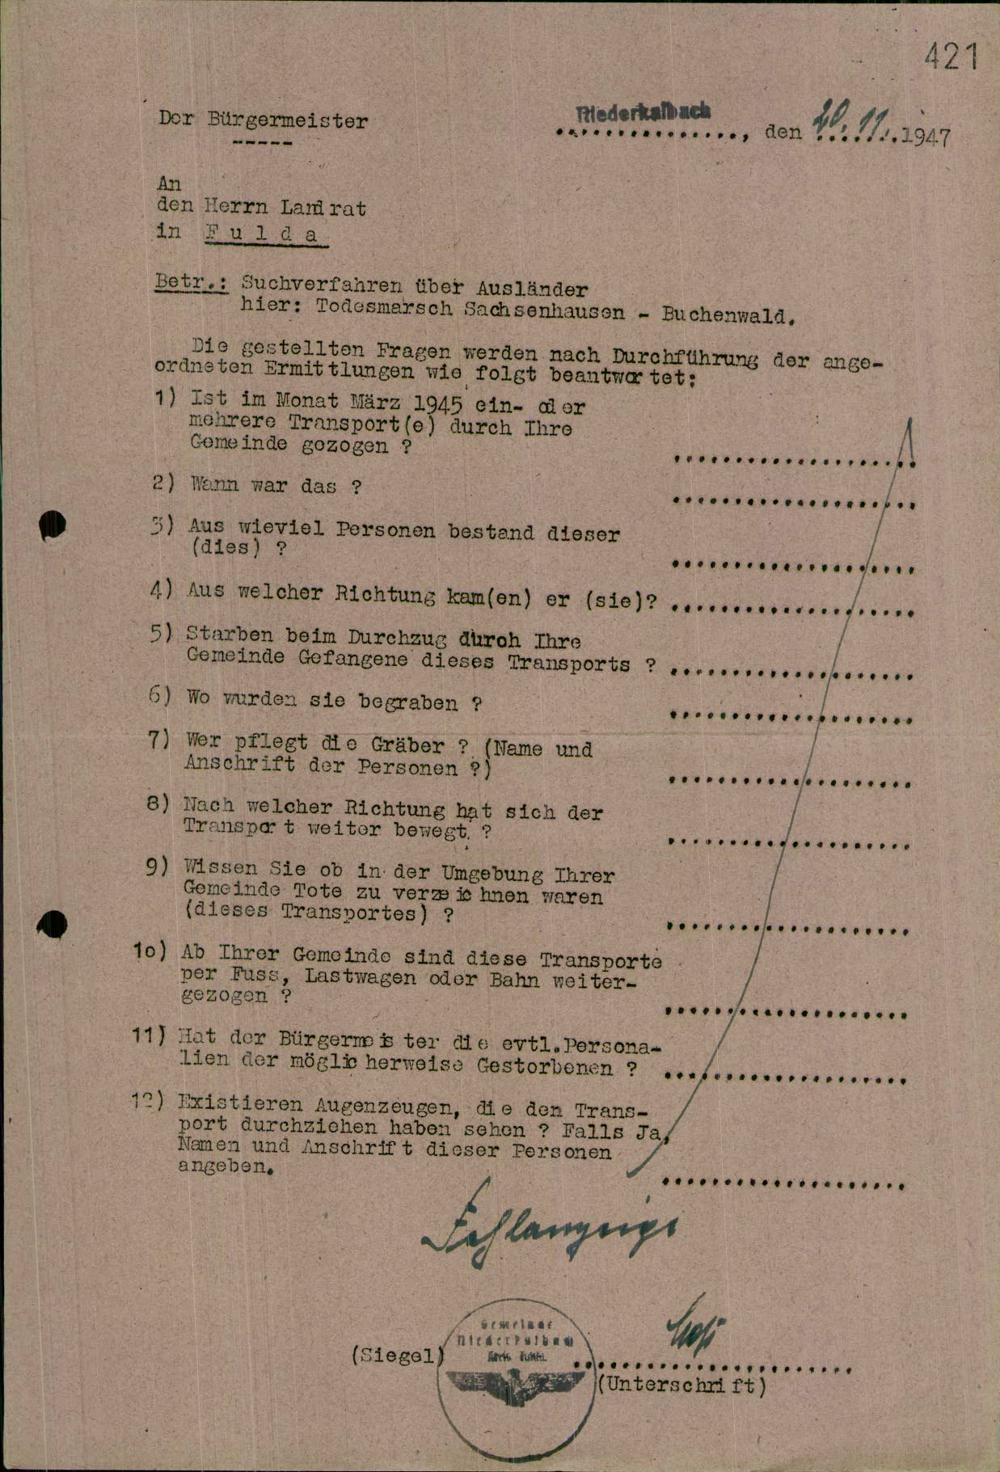 421
Der Bürgermeister
-----
Niederkalbach, den 20. 11. 1947
An
den Herrn Landrat
in Fulda
Betr.: Suchverfahren über Ausländer
hier: Todesmarsch Sachsenhausen - Buchenwald.
Die gestellten Fragen werden nach Durchführung der ange-
ordneten Ermittlungen wie folgt beantwortet:
1) Ist im Monat März 1945 ein- oder
mehrere Transport(e) durch Ihre
Gemeinde gezogen ? ....................
2) Wann war das ? ....................
3) Aus wieviel Personen bestand dieser
(dies) ? ....................
4) Aus welcher Richtung kam(en) er (sie)? ....................
5) Starben beim Durchzug durch Ihre
Gemeinde Gefangene dieses Transports ? ....................
6) Wo wurden sie begraben ? ....................
7) Wer pflegt die Gräber ? (Name und
Anschrift der Personen ?) ....................
8) Nach welcher Richtung hat sich der
Transport weiter bewegt ? ....................
9) Wissen Sie ob in der Umgebung Ihrer
Gemeinde Tote zu verzeichnen waren
(dieses Transportes) ? ....................
10) Ab Ihrer Gemeinde sind diese Transporte
per Fuss, Lastwagen oder Bahn weiter-
gezogen ? ....................
11) Hat der Bürgermeister die evtl.Persona-
lien der möglicherweise Gestorbenen ? ....................
12) Existieren Augenzeugen, die den Trans-
port durchziehen haben sehen ? Falls Ja,
Namen und Anschrift dieser Personen
angeben. ....................
Fehlanzeige
Gemeinde
Niederkalbach
Kreis Fulda
(Siegel) .......................
(Unterschrift)